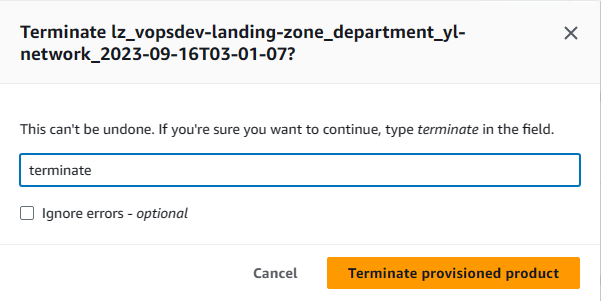 Terminate lz_vopsdev-landing-zone_department_yl-
network_2023-09-16T03-01-07?
This can't be undone. If you're sure you want to continue, type terminate in the field.
terminate
Ignore errors - optional
Cancel
Terminate provisioned product